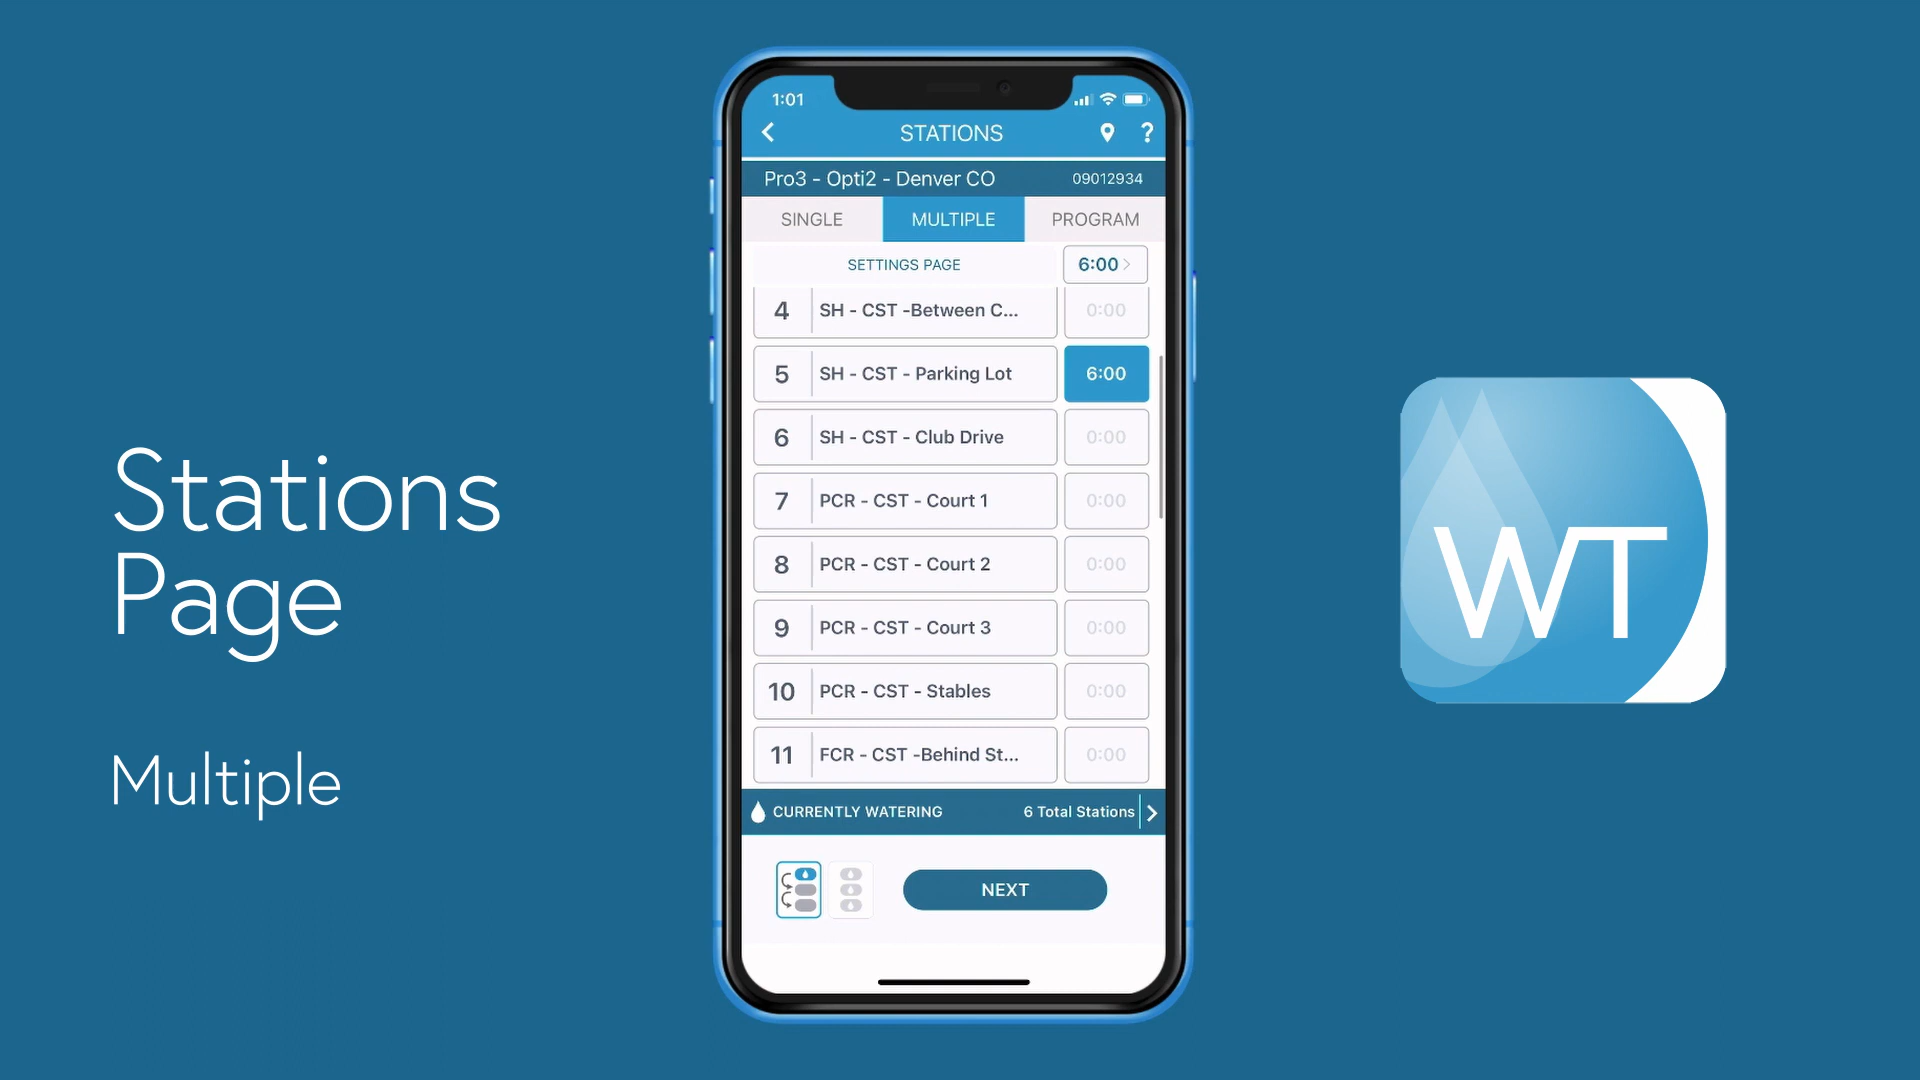 Stations
Page
Multiple
1:01
STATIONS
?
Pro3 - Opti2 - Denver CO 09012934
SINGLE MULTIPLE PROGRAM
SETTINGS PAGE 6:00
4 SH - CST -Between C... 0:00
5 SH - CST - Parking Lot 6:00
6 SH - CST - Club Drive 0:00
7 PCR - CST - Court 1 0:00
8 PCR - CST - Court 2 0:00
9 PCR - CST - Court 3 0:00
10 PCR - CST - Stables 0:00
11 FCR - CST -Behind St... 0:00
CURRENTLY WATERING 6 Total Stations
NEXT
WT